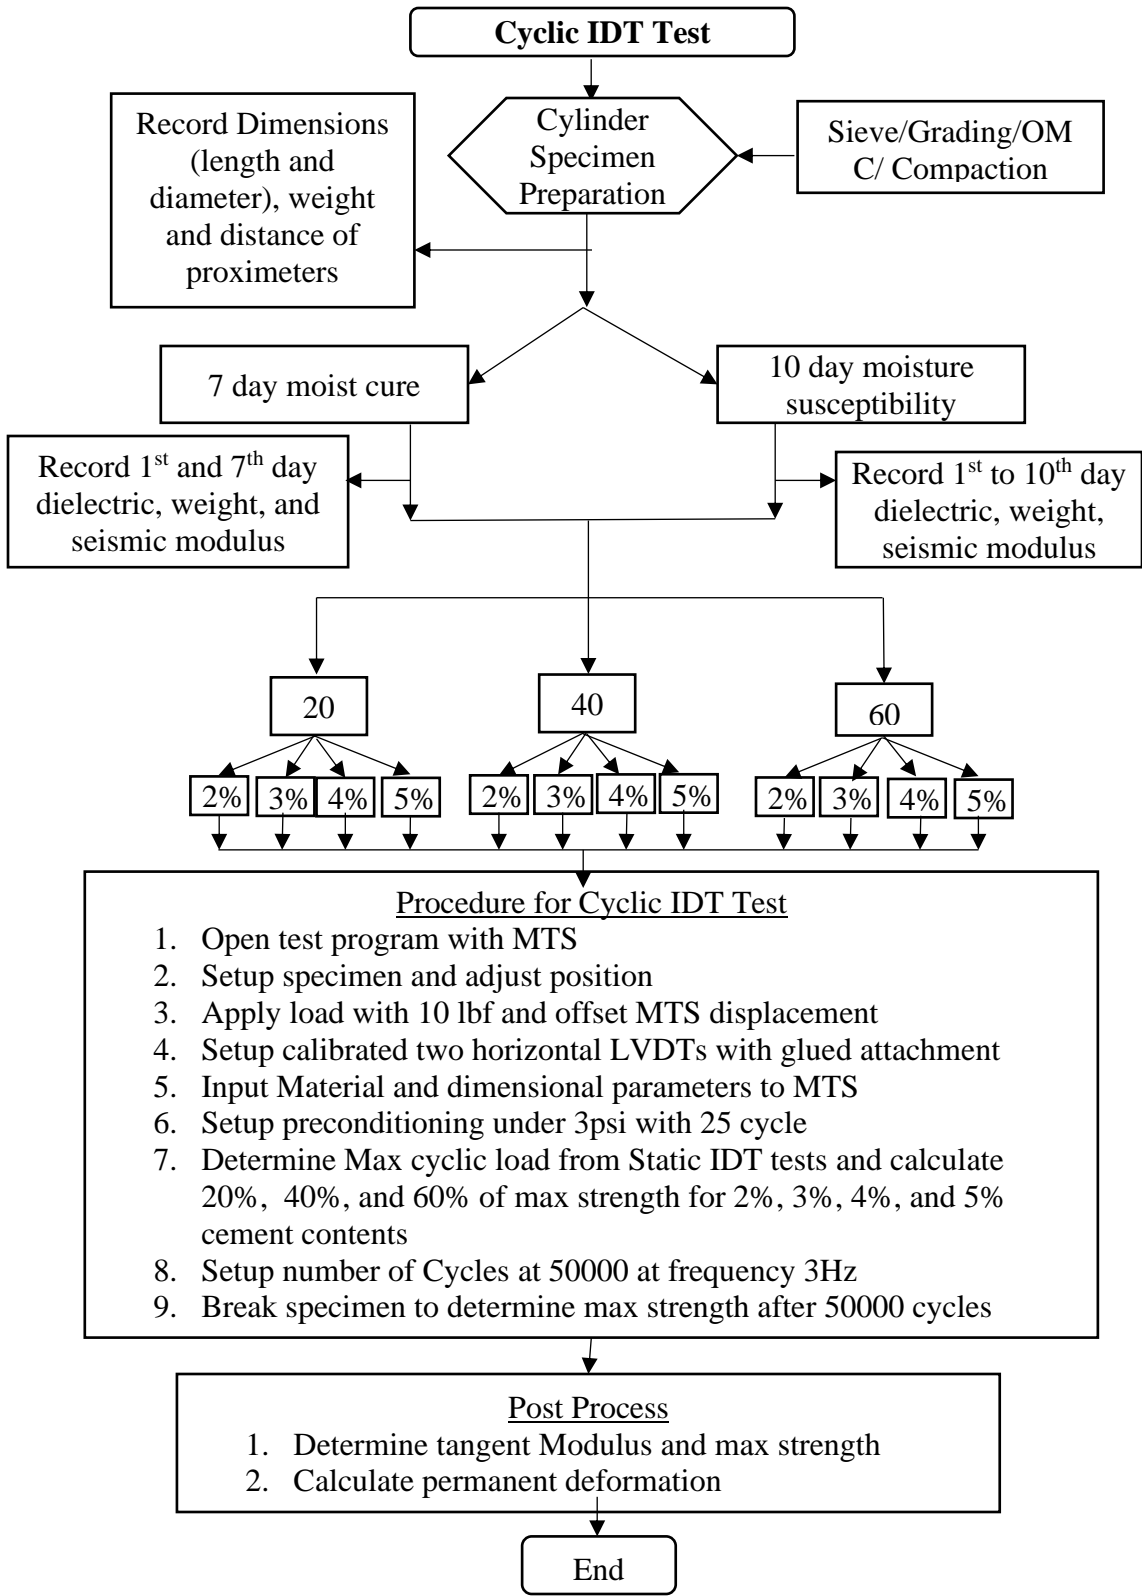 Cyclic IDT Test
Record Dimensions
(length and
diameter), weight
and distance of
proximeters
Cylinder
Specimen
Preparation
Sieve/Grading/OM
C/ Compaction
7 day moist cure
10 day moisture
susceptibility
Record 1st and 7th day
dielectric, weight, and
seismic modulus
Record 1st to 10th day
dielectric, weight,
seismic modulus
20
40
60
2% 3% 4% 5%
2% 3% 4% 5%
2% 3% 4% 5%
Procedure for Cyclic IDT Test
1. Open test program with MTS
2. Setup specimen and adjust position
3. Apply load with 10 lbf and offset MTS displacement
4. Setup calibrated two horizontal LVDTs with glued attachment
5. Input Material and dimensional parameters to MTS
6. Setup preconditioning under 3psi with 25 cycle
7. Determine Max cyclic load from Static IDT tests and calculate
20%, 40%, and 60% of max strength for 2%, 3%, 4%, and 5%
cement contents
8. Setup number of Cycles at 50000 at frequency 3Hz
9. Break specimen to determine max strength after 50000 cycles
Post Process
1. Determine tangent Modulus and max strength
2. Calculate permanent deformation
End